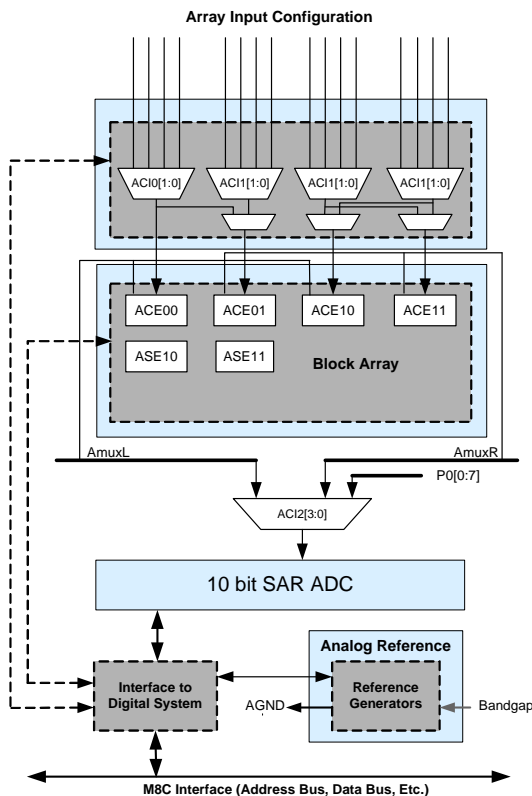 Array Input Configuration
ACI0[1:0]
ACI1[1:0]
ACI1[1:0]
ACI1[1:0]
ACE00
ACE01
ACE10
ACE11
ASE10
ASE11
Block Array
AmuxL
AmuxR
P0[0:7]
ACI2[3:0]
10 bit SAR ADC
Analog Reference
Interface to
Digital System
AGND
Reference
Generators
Bandgap
M8C Interface (Address Bus, Data Bus, Etc.)